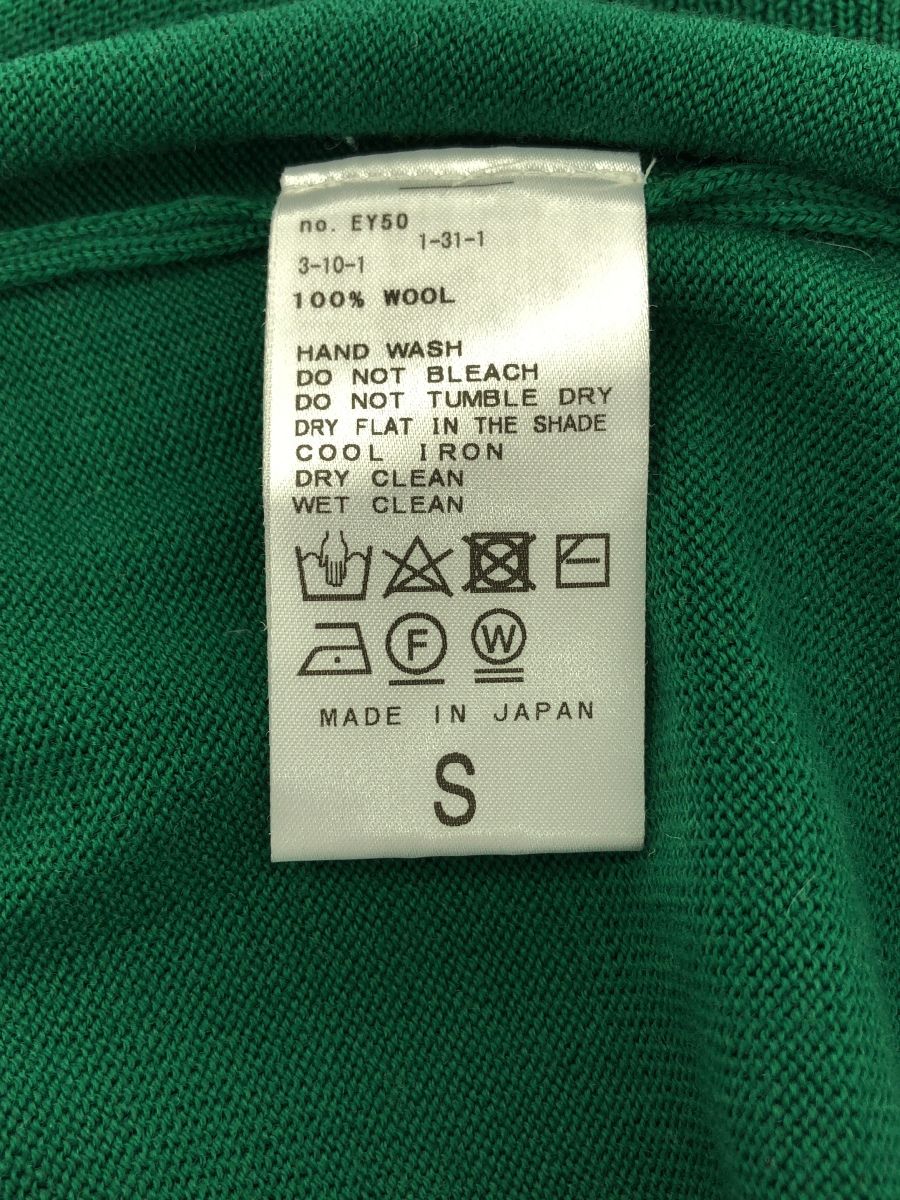 no. EY50
1-31-1
3-10-1
100% WOOL
HAND WASH
DO NOT BLEACH
DO NOT TUMBLE DRY
DRY FLAT IN THE SHADE
COOL IRON
DRY CLEAN
WET CLEAN
F W
MADE IN JAPAN
S